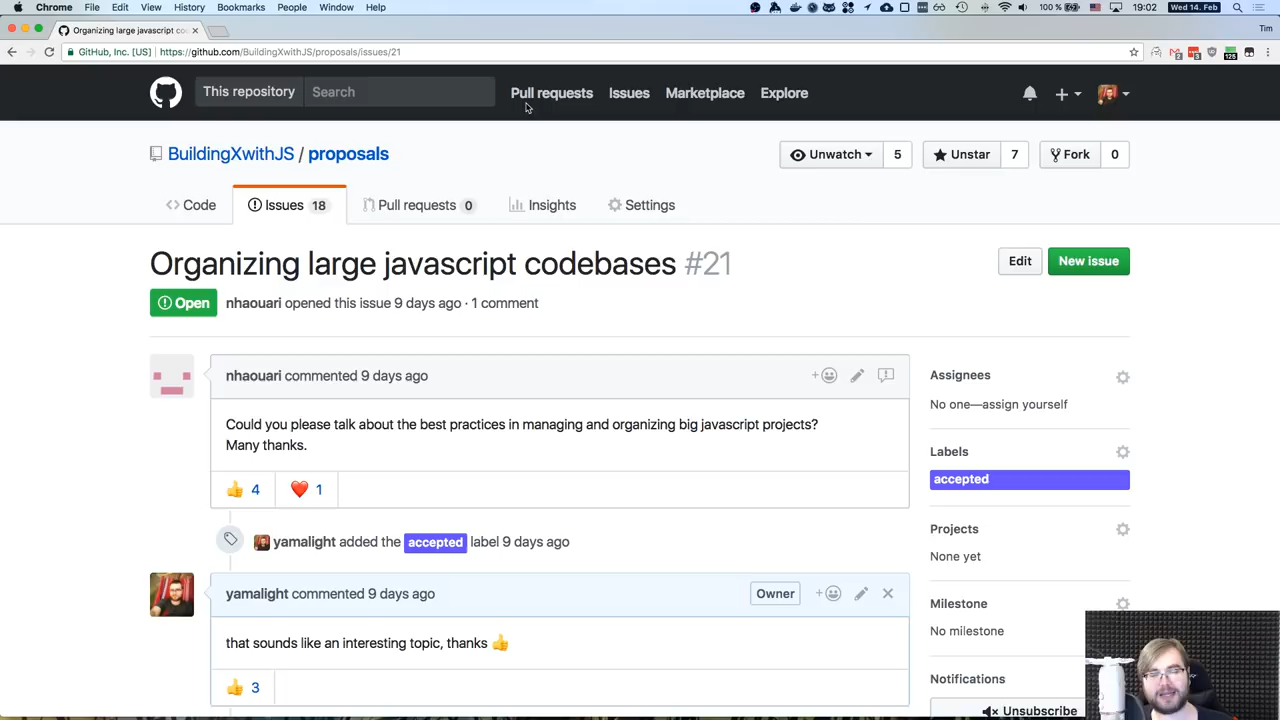 Chrome File Edit View History Bookmarks People Window Help 100 % 19:02 Wed 14. Feb
Organizing large javascript co Tim
GitHub, Inc. [US] https://github.com/BuildingXwithJS/proposals/issues/21
This repository Search Pull requests Issues Marketplace Explore
BuildingXwithJS / proposals Unwatch 5 Unstar 7 Fork 0
Code Issues 18 Pull requests 0 Insights Settings
Organizing large javascript codebases #21 Edit New issue
Open nhaouari opened this issue 9 days ago · 1 comment
nhaouari commented 9 days ago
Assignees
No one—assign yourself
Could you please talk about the best practices in managing and organizing big javascript projects?
Many thanks.
Labels
accepted
4 1
yamalight added the accepted label 9 days ago
Projects
None yet
yamalight commented 9 days ago Owner
Milestone
No milestone
that sounds like an interesting topic, thanks 👍
3
Notifications
Unsubscribe